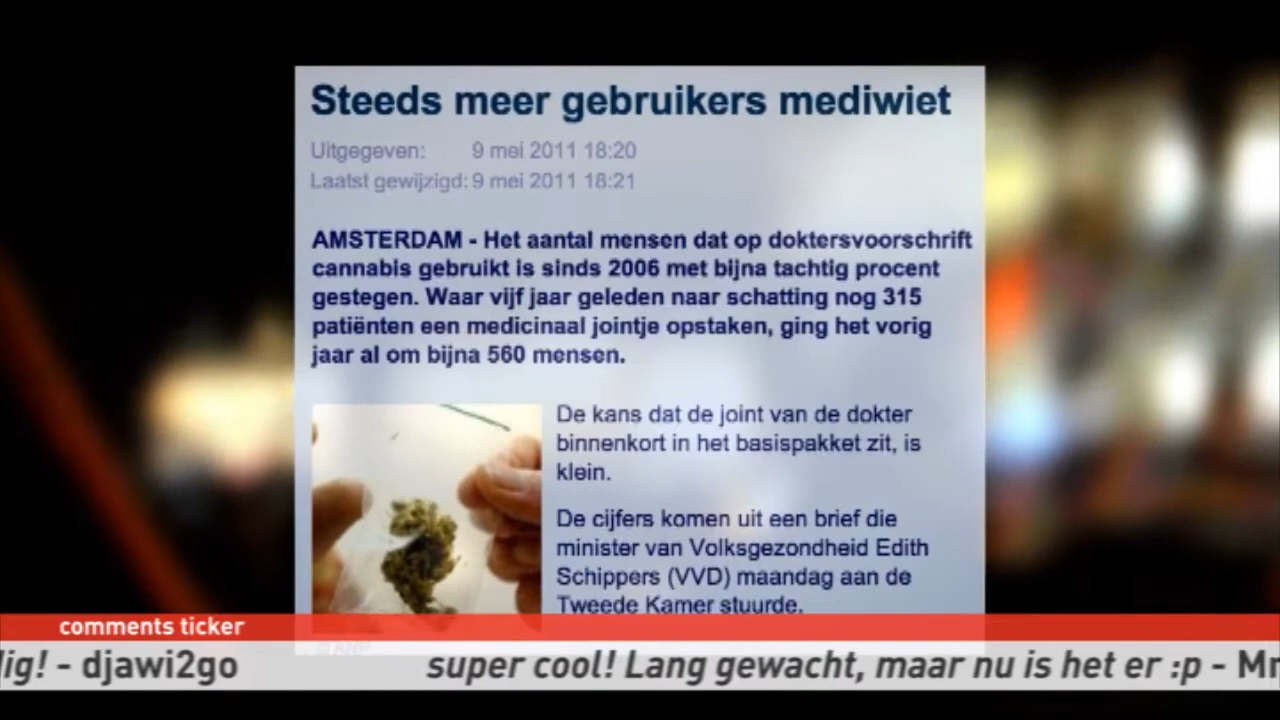 Steeds meer gebruikers mediwiet
Uitgegeven: 9 mei 2011 18:20
Laatst gewijzigd: 9 mei 2011 18:21
AMSTERDAM - Het aantal mensen dat op doktersvoorschrift
cannabis gebruikt is sinds 2006 met bijna tachtig procent
gestegen. Waar vijf jaar geleden naar schatting nog 315
patiënten een medicinaal jointje opstaken, ging het vorig
jaar al om bijna 560 mensen.
De kans dat de joint van de dokter
binnenkort in het basispakket zit, is
klein.
De cijfers komen uit een brief die
minister van Volksgezondheid Edith
Schippers (VVD) maandag aan de
Tweede Kamer stuurde.
comments ticker
- djawi2go super cool! Lang gewacht, maar nu is het er :p -